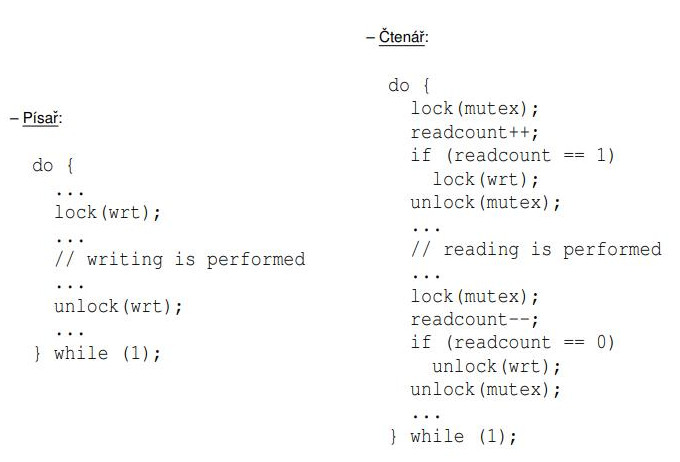 – Písař:
do {
...
lock(wrt);
...
// writing is performed
...
unlock(wrt);
...
} while (1);
– Čtenář:
do {
lock(mutex);
readcount++;
if (readcount == 1)
lock(wrt);
unlock(mutex);
...
// reading is performed
...
lock(mutex);
readcount--;
if (readcount == 0)
unlock(wrt);
unlock(mutex);
...
} while (1);